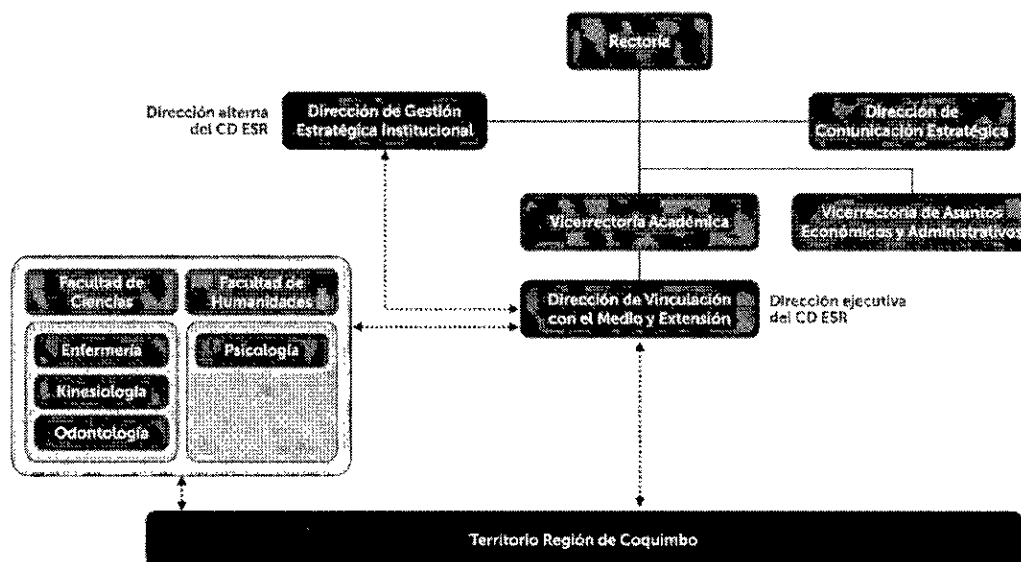 Rectoría
Dirección alterna
del CD ESR
Dirección de Gestión
Estratégica Institucional
Dirección de
Comunicación Estratégica
Vicerrectoría Académica
Vicerrectoría de Asuntos
Económicos y Administrativos
Facultad de
Ciencias
Facultad de
Humanidades
Dirección de Vinculación
con el Medio y Extensión
Dirección ejecutiva
del CD ESR
Enfermería
Psicología
Kinesiología
Odontología
Territorio Región de Coquimbo